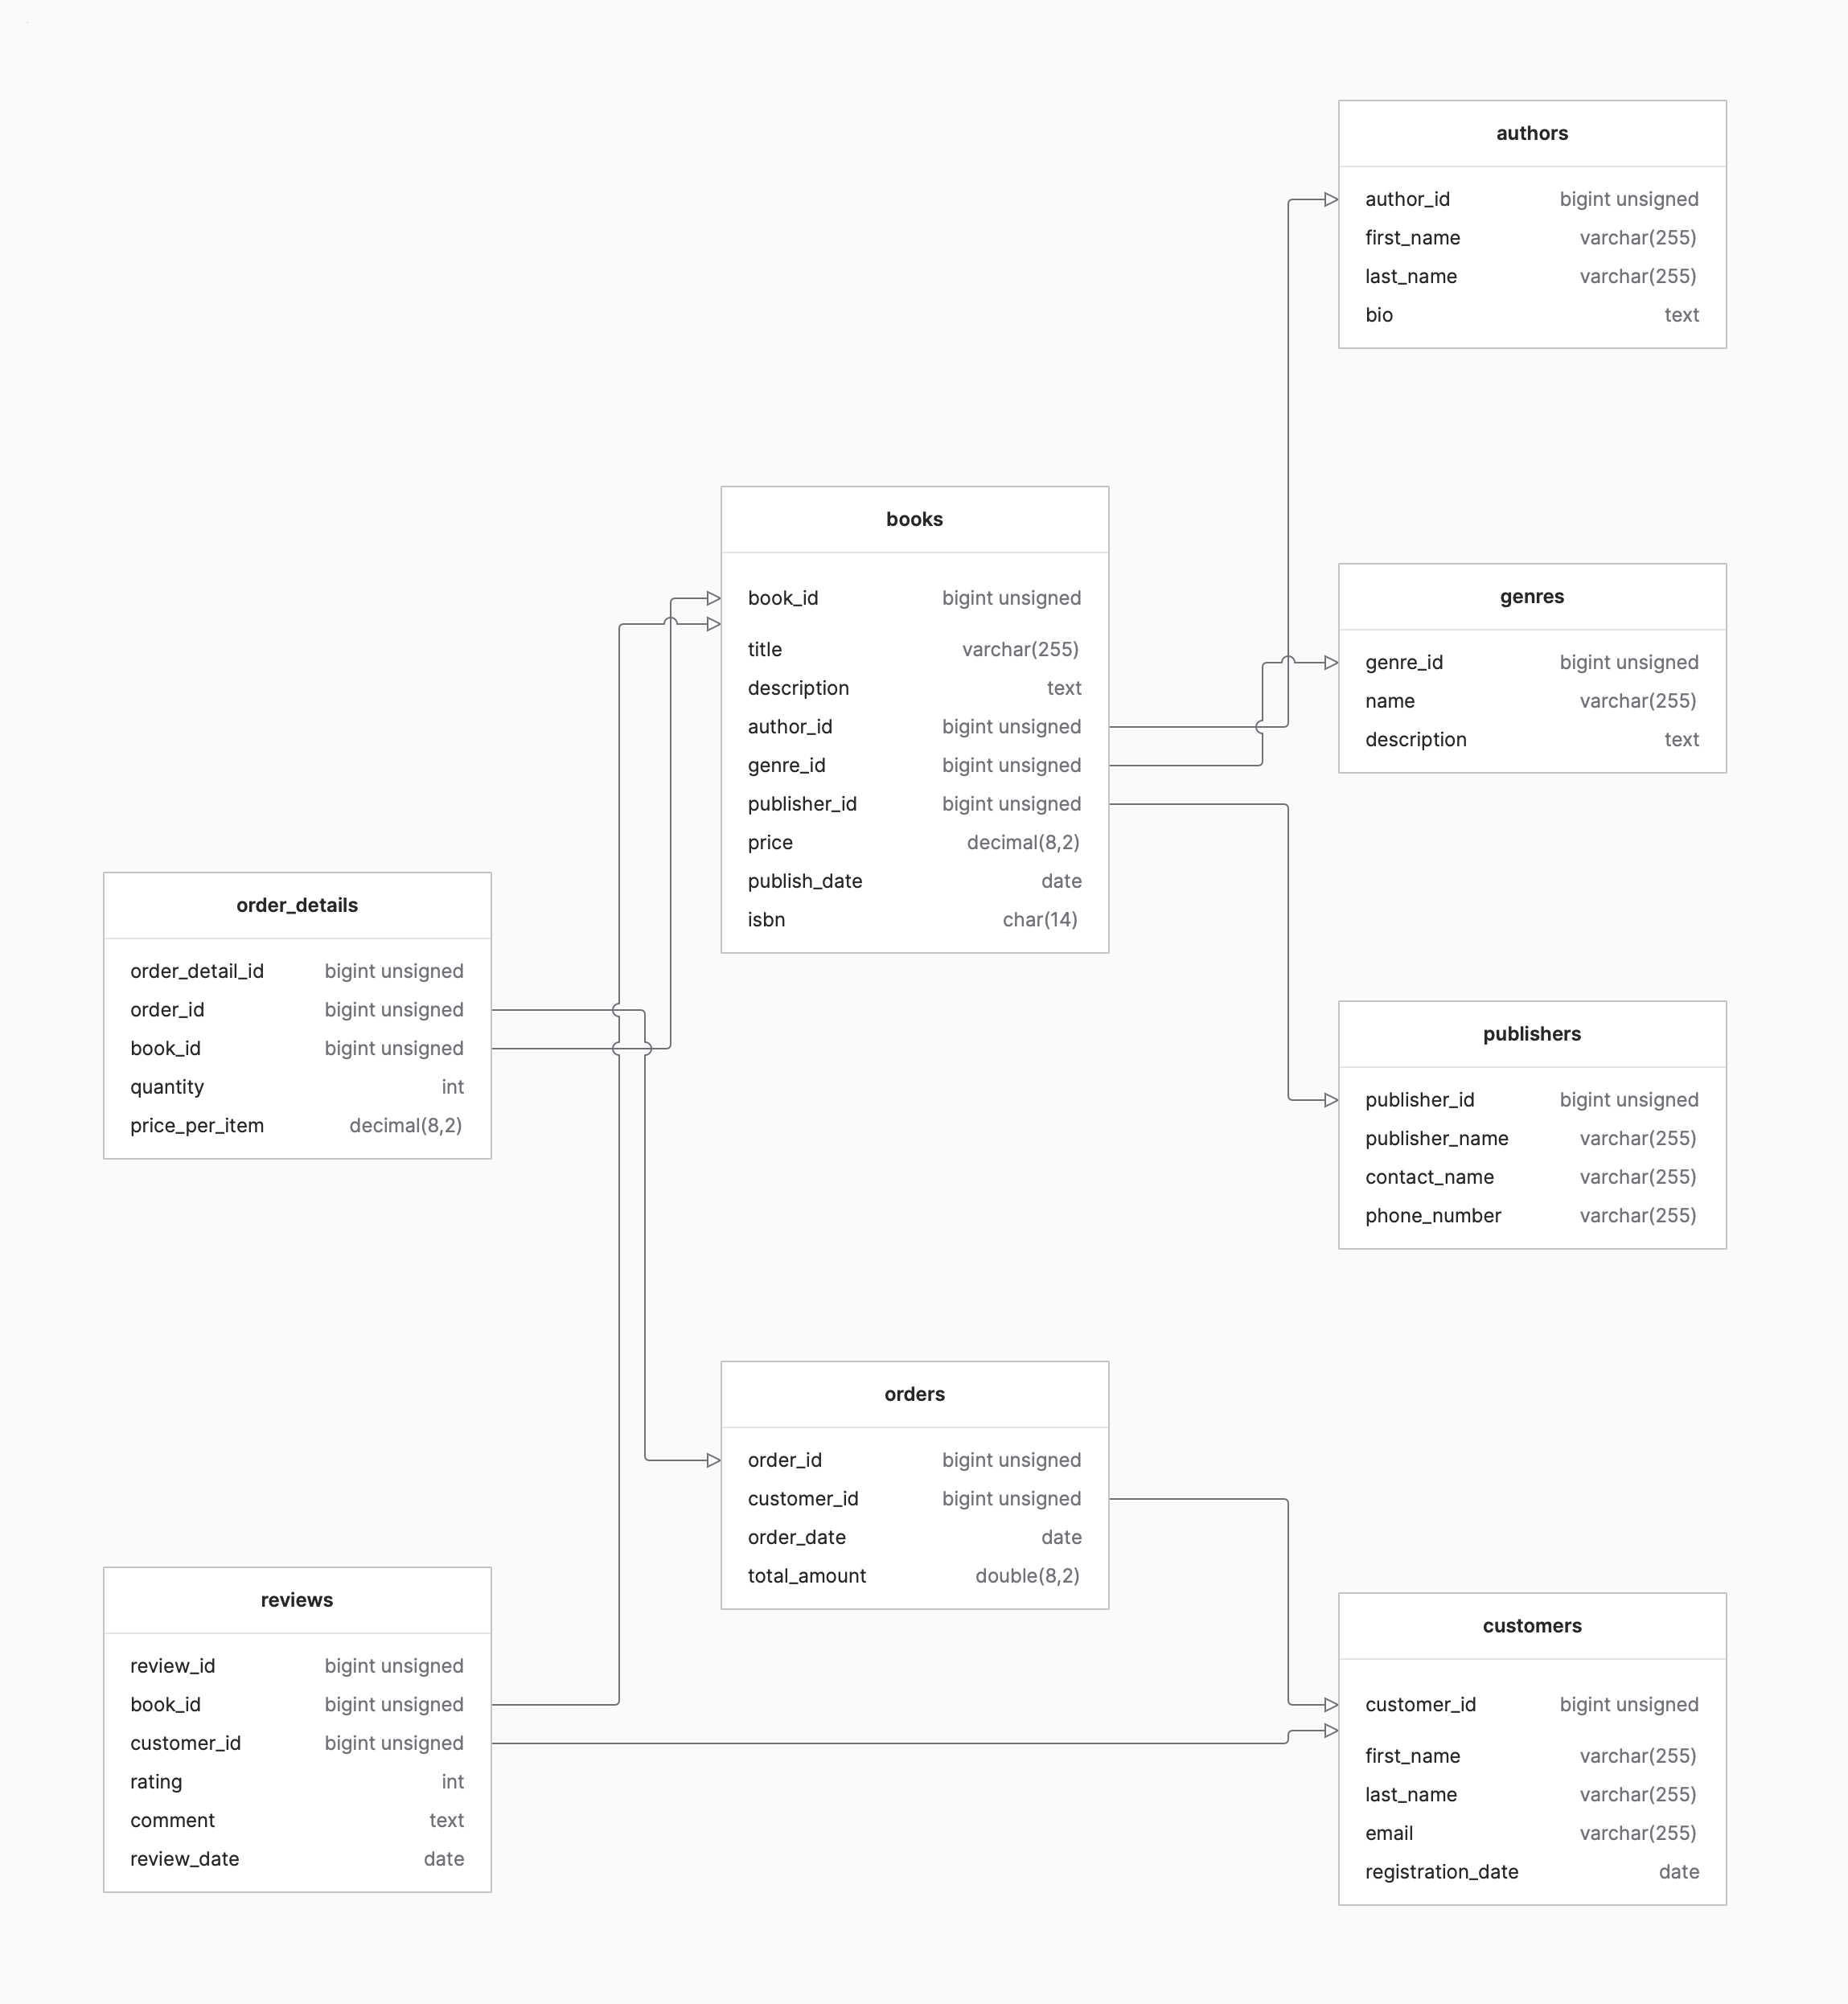 authors
author_id bigint unsigned
first_name varchar(255)
last_name varchar(255)
bio text
books
book_id bigint unsigned
title varchar(255)
description text
author_id bigint unsigned
genre_id bigint unsigned
publisher_id bigint unsigned
price decimal(8,2)
publish_date date
isbn char(14)
genres
genre_id bigint unsigned
name varchar(255)
description text
order_details
order_detail_id bigint unsigned
order_id bigint unsigned
book_id bigint unsigned
quantity int
price_per_item decimal(8,2)
publishers
publisher_id bigint unsigned
publisher_name varchar(255)
contact_name varchar(255)
phone_number varchar(255)
orders
order_id bigint unsigned
customer_id bigint unsigned
order_date date
total_amount double(8,2)
reviews
review_id bigint unsigned
book_id bigint unsigned
customer_id bigint unsigned
rating int
comment text
review_date date
customers
customer_id bigint unsigned
first_name varchar(255)
last_name varchar(255)
email varchar(255)
registration_date date